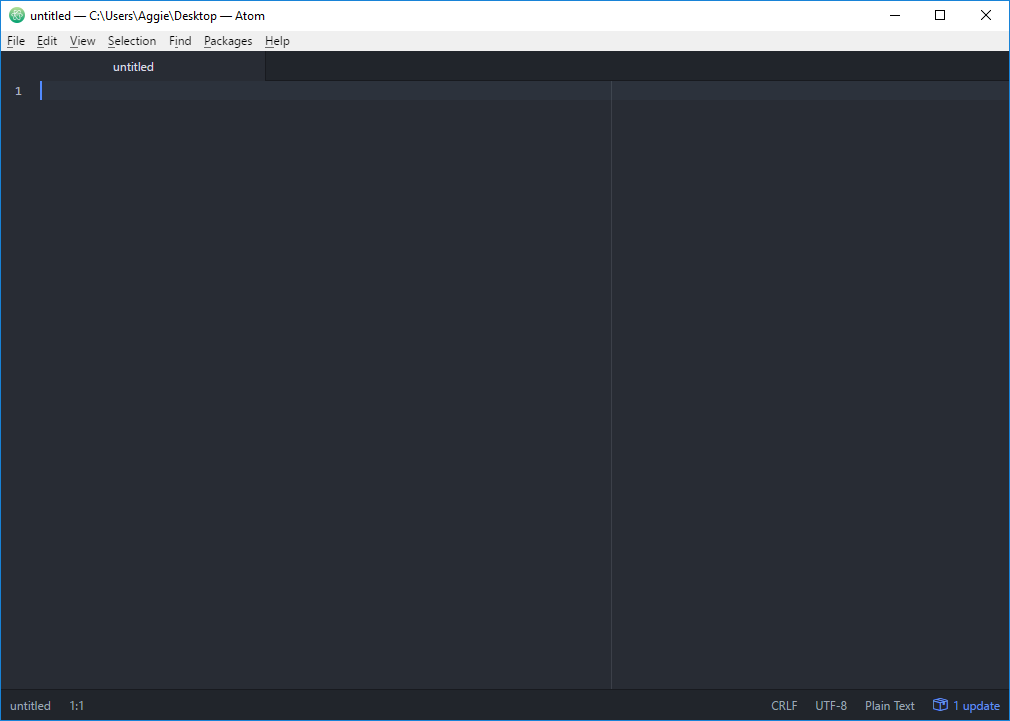 untitled — C:\Users\Aggie\Desktop — Atom
File Edit View Selection Find Packages Help
untitled
1
untitled 1:1 CRLF UTF-8 Plain Text 1 update